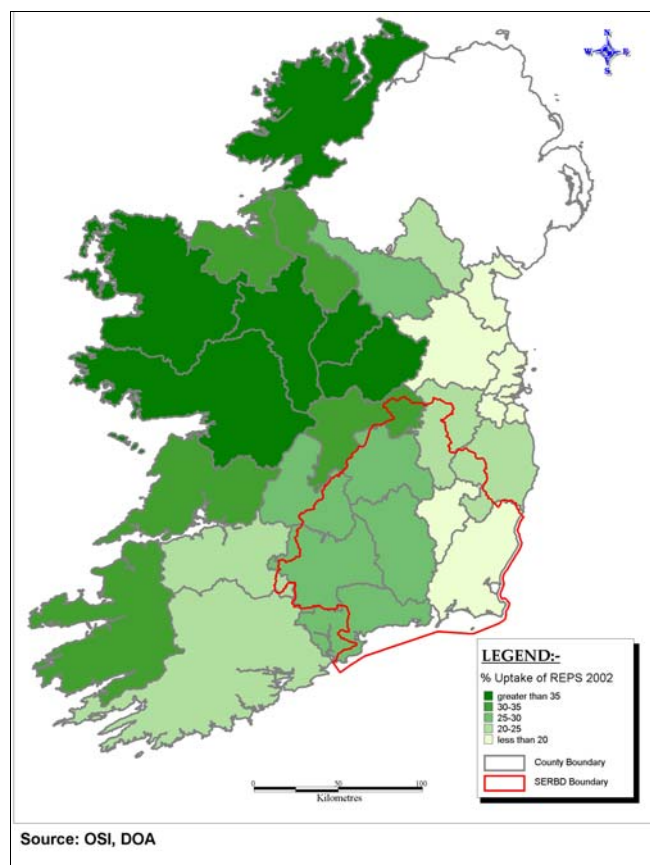 N
W E
S
LEGEND:-
% Uptake of REPS 2002
greater than 35
30-35
25-30
20-25
less than 20
County Boundary
SERBD Boundary
0 50 100
Kilometres
Source: OSI, DOA